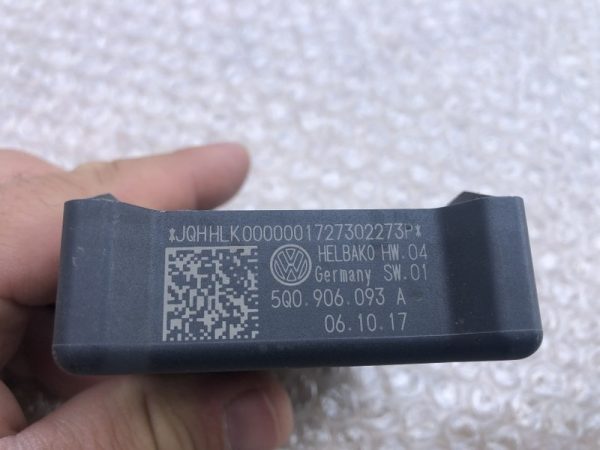 *JQHHLK0000001727302273P*
HELBAKO HW.04
Germany SW.01
5Q0.906.093 A
06.10.17